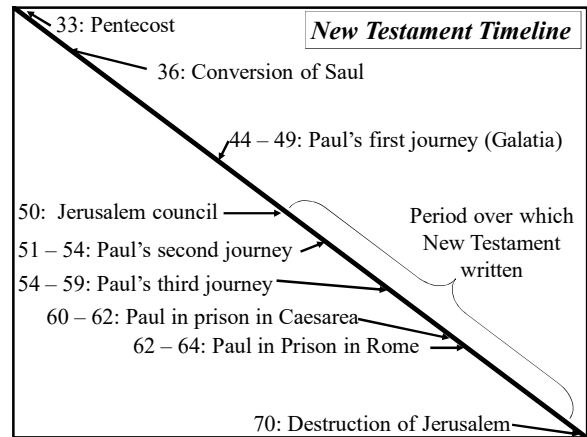 New Testament Timeline
33: Pentecost
36: Conversion of Saul
44 – 49: Paul's first journey (Galatia)
50:  Jerusalem council
Period over which
New Testament
written
51 – 54: Paul's second journey
54 – 59: Paul's third journey
60 – 62: Paul in prison in Caesarea
62 – 64: Paul in Prison in Rome
70: Destruction of Jerusalem